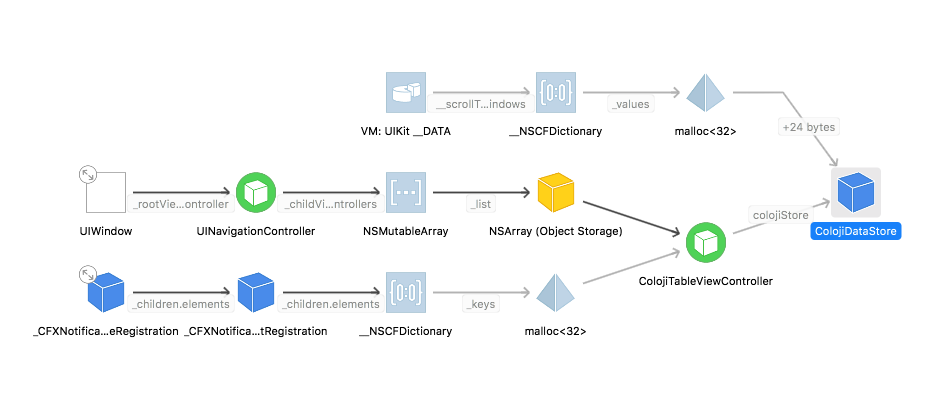 __scrollT...indows
_values
VM: UIKit __DATA
__NSCFDictionary
malloc<32>
+24 bytes
_rootVie...ontroller
_childVi...ntrollers
_list
colojiStore
UIWindow
UINavigationController
NSMutableArray
NSArray (Object Storage)
ColojiDataStore
ColojiTableViewController
_children.elements
_children.elements
_keys
_CFXNotifica...eRegistration
_CFXNotifica...tRegistration
__NSCFDictionary
malloc<32>